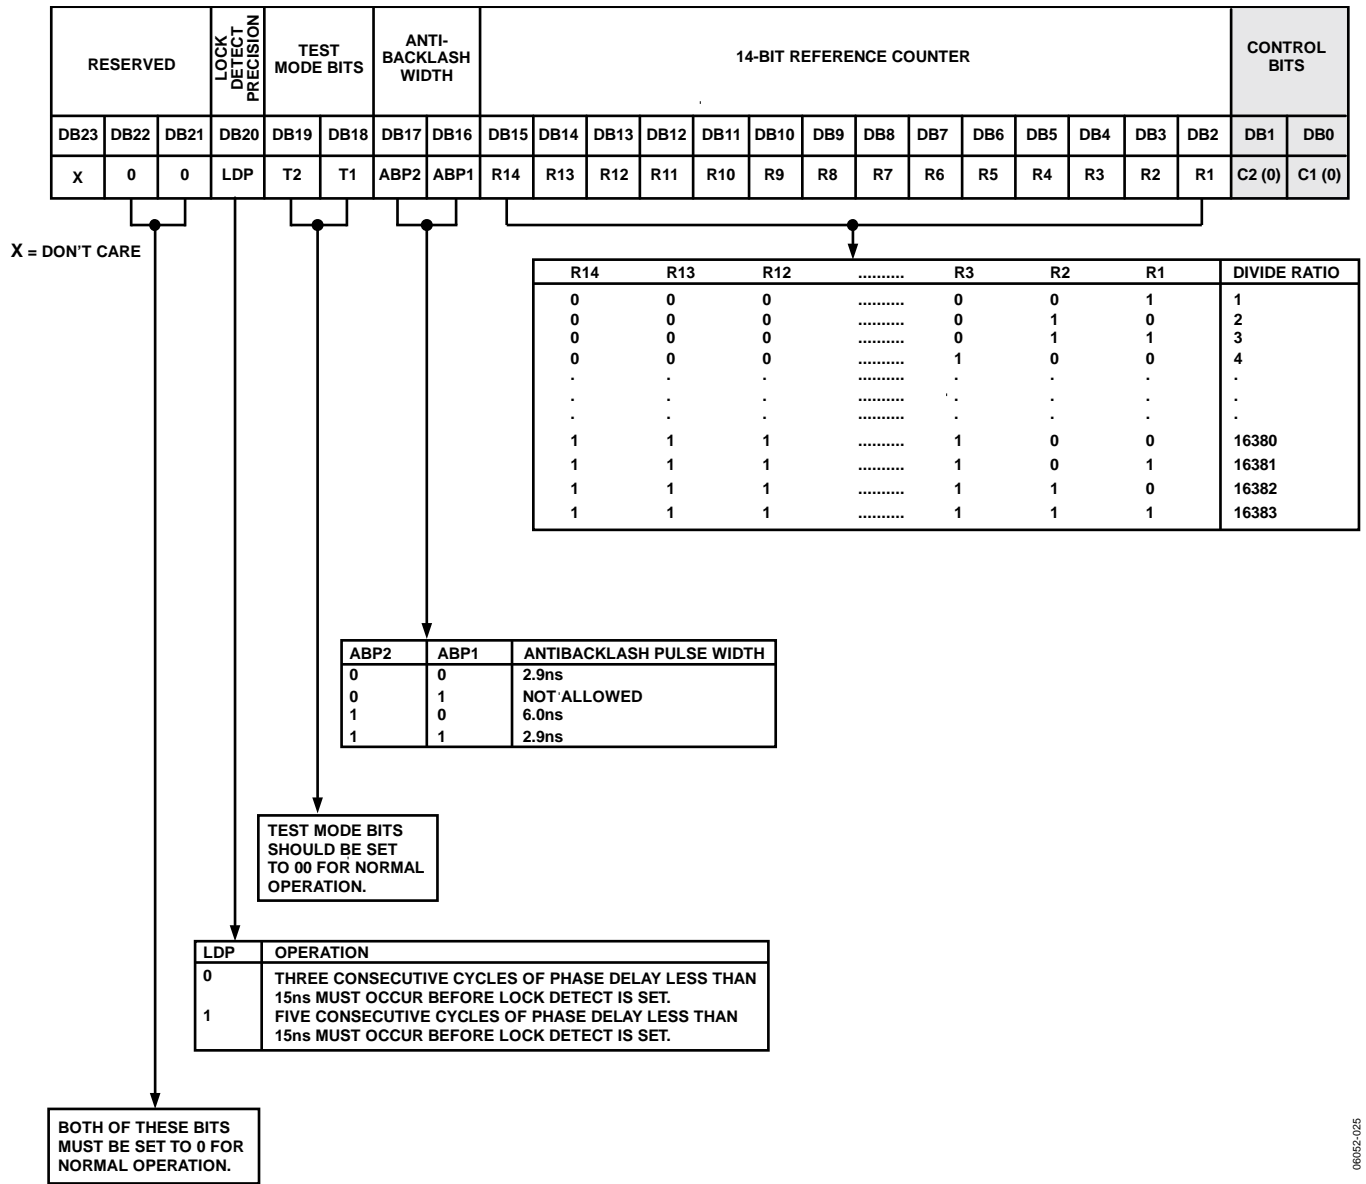 RESERVED
LOCK DETECT PRECISION
TEST MODE BITS
ANTI-BACKLASH WIDTH
14-BIT REFERENCE COUNTER
CONTROL BITS
DB23 DB22 DB21 DB20 DB19 DB18 DB17 DB16 DB15 DB14 DB13 DB12 DB11 DB10 DB9 DB8 DB7 DB6 DB5 DB4 DB3 DB2 DB1 DB0
X 0 0 LDP T2 T1 ABP2 ABP1 R14 R13 R12 R11 R10 R9 R8 R7 R6 R5 R4 R3 R2 R1 C2 (0) C1 (0)
X = DON'T CARE
R14 R13 R12 .......... R3 R2 R1 DIVIDE RATIO
0 0 0 .......... 0 0 1 1
0 0 0 .......... 0 1 0 2
0 0 0 .......... 0 1 1 3
0 0 0 .......... 1 0 0 4
. . . .......... . . . .
. . . .......... . . . .
. . . .......... . . . .
1 1 1 .......... 1 0 0 16380
1 1 1 .......... 1 0 1 16381
1 1 1 .......... 1 1 0 16382
1 1 1 .......... 1 1 1 16383
ABP2 ABP1 ANTIBACKLASH PULSE WIDTH
0 0 2.9ns
0 1 NOT ALLOWED
1 0 6.0ns
1 1 2.9ns
TEST MODE BITS
SHOULD BE SET
TO 00 FOR NORMAL
OPERATION.
LDP OPERATION
0 THREE CONSECUTIVE CYCLES OF PHASE DELAY LESS THAN
15ns MUST OCCUR BEFORE LOCK DETECT IS SET.
1 FIVE CONSECUTIVE CYCLES OF PHASE DELAY LESS THAN
15ns MUST OCCUR BEFORE LOCK DETECT IS SET.
BOTH OF THESE BITS
MUST BE SET TO 0 FOR
NORMAL OPERATION.
06052-025